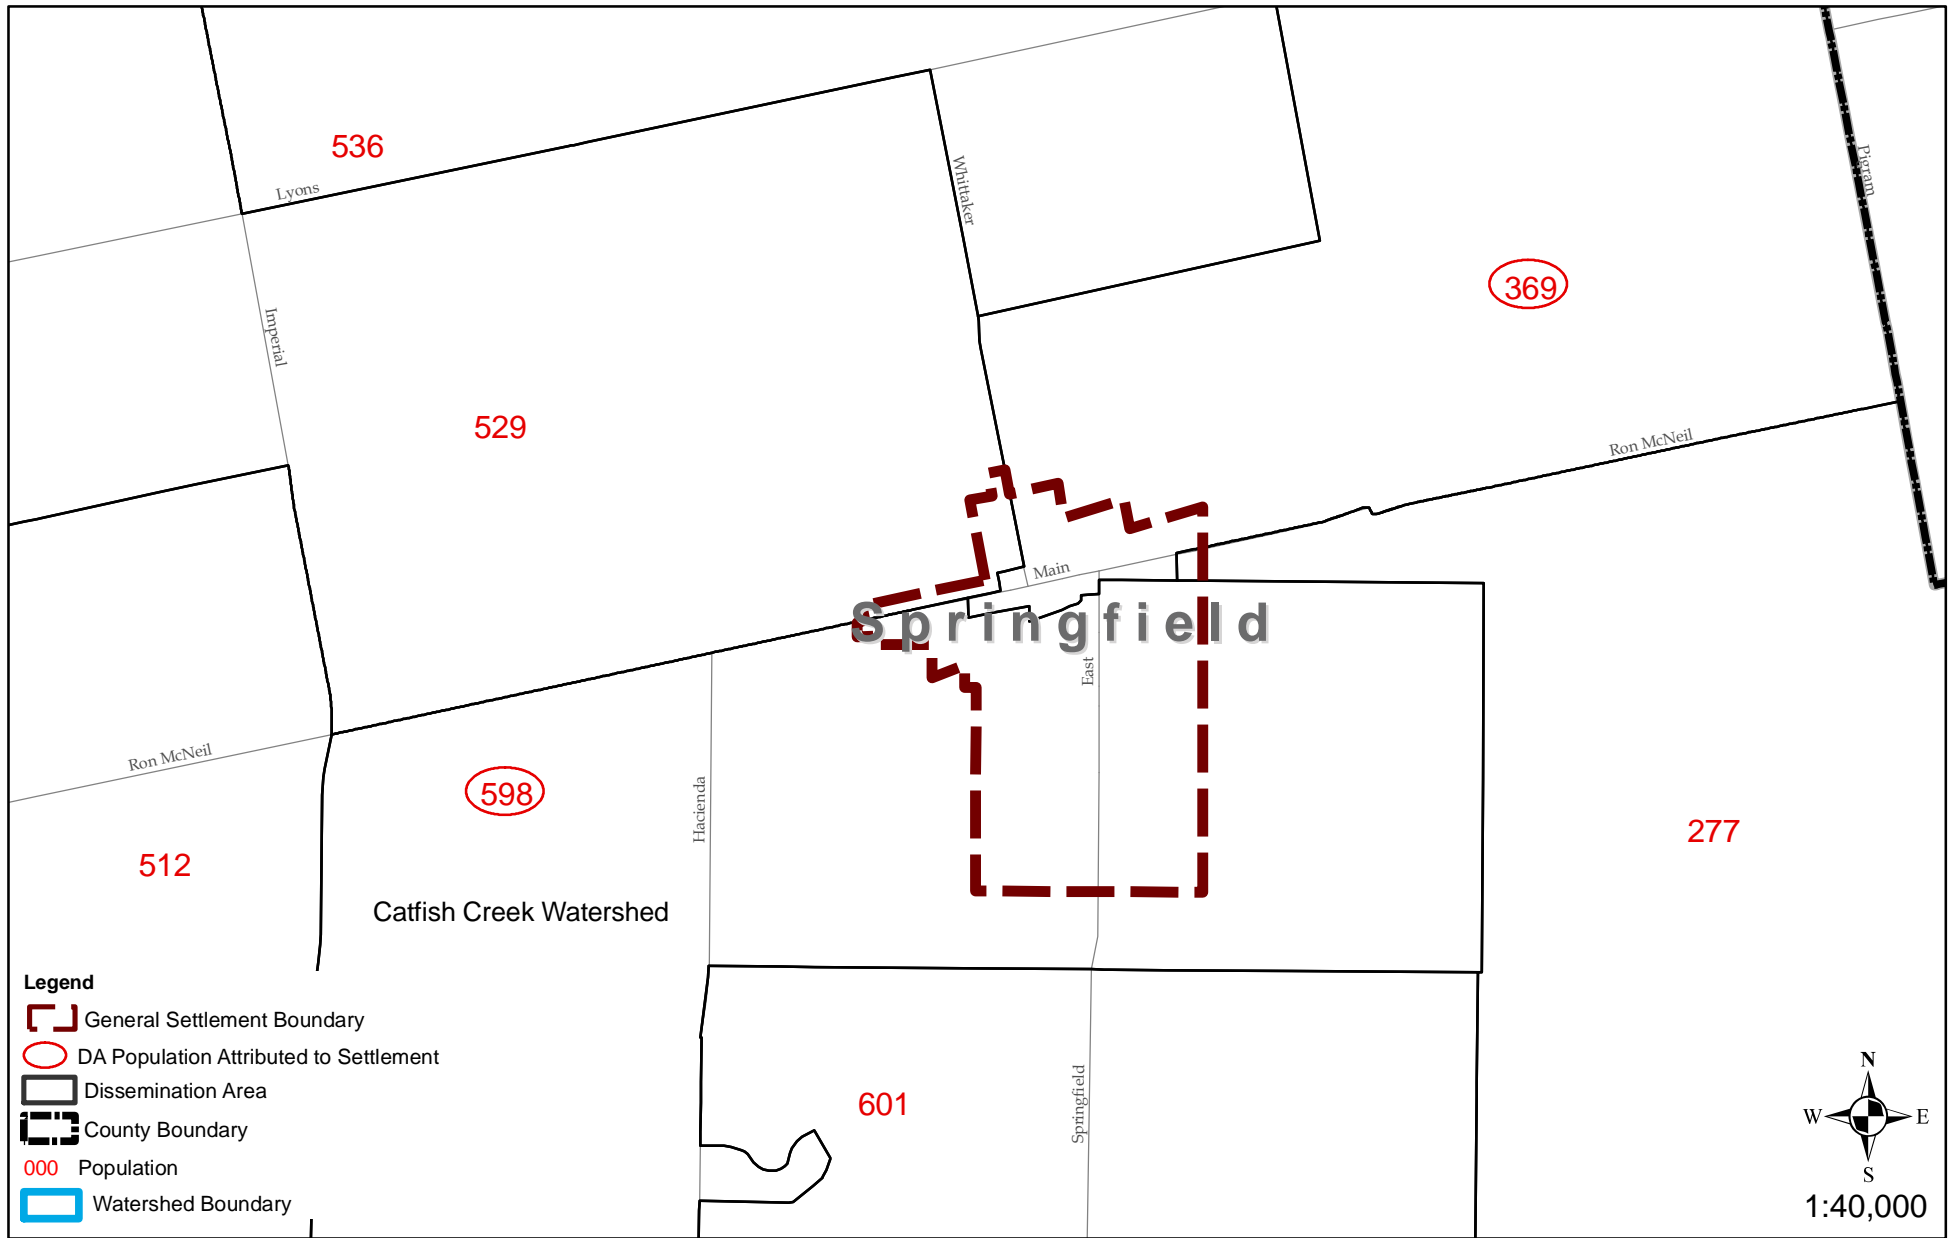 536
Lyons
Whittaker
Pigram
369
Imperial
529
Ron McNeil
Main
Springfield
East
Ron McNeil
598
Hacienda
277
512
Catfish Creek Watershed
Legend
General Settlement Boundary
DA Population Attributed to Settlement
Dissemination Area
County Boundary
000 Population
Watershed Boundary
601
Springfield
N
W E
S
1:40,000